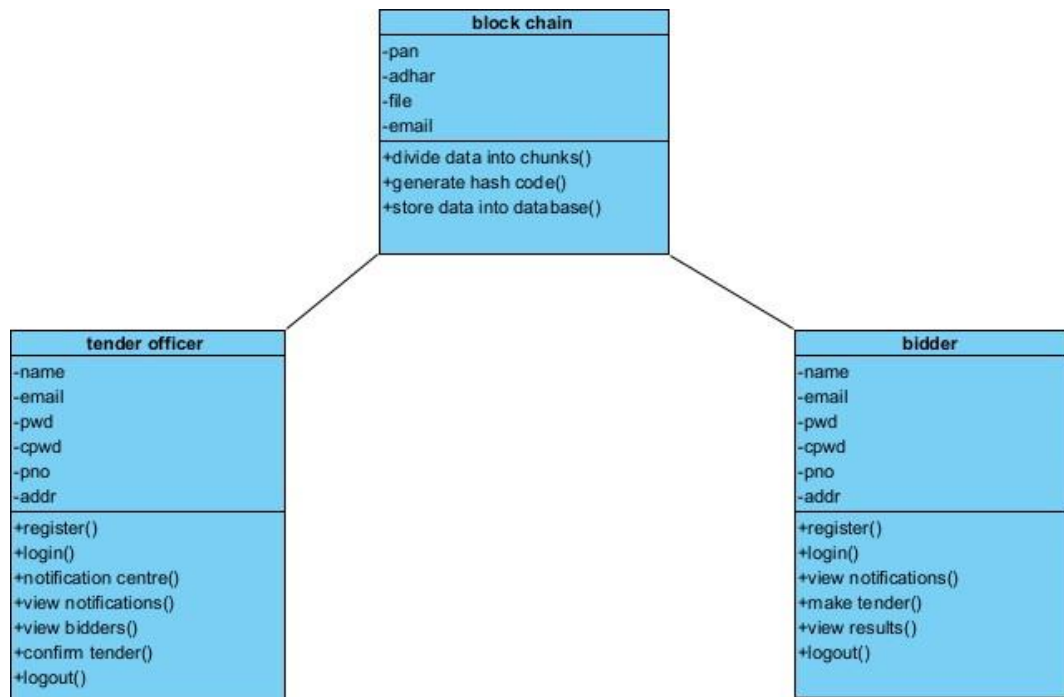 block chain
-pan
-adhar
-file
-email
+divide data into chunks()
+generate hash code()
+store data into database()
tender officer
-name
-email
-pwd
-cpwd
-pno
-addr
+register()
+login()
+notification centre()
+view notifications()
+view bidders()
+confirm tender()
+logout()
bidder
-name
-email
-pwd
-cpwd
-pno
-addr
+register()
+login()
+view notifications()
+make tender()
+view results()
+logout()